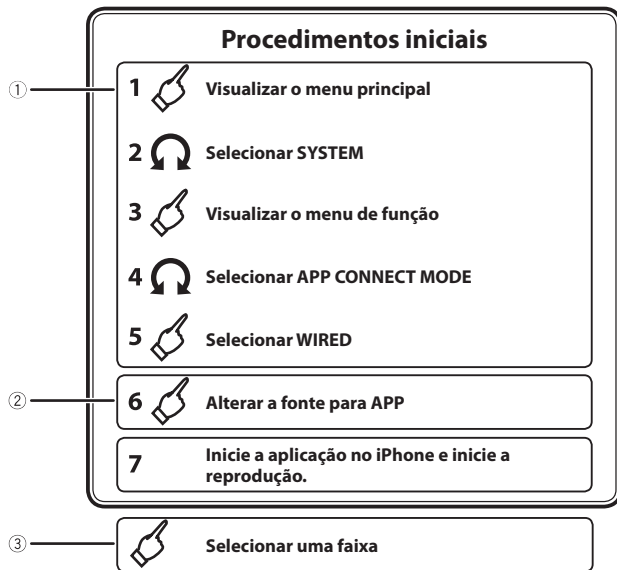 Procedimentos iniciais
① 1 Visualizar o menu principal
2 Selecionar SYSTEM
3 Visualizar o menu de função
4 Selecionar APP CONNECT MODE
5 Selecionar WIRED
② 6 Alterar a fonte para APP
7 Inicie a aplicação no iPhone e inicie a
reprodução.
③ Selecionar uma faixa